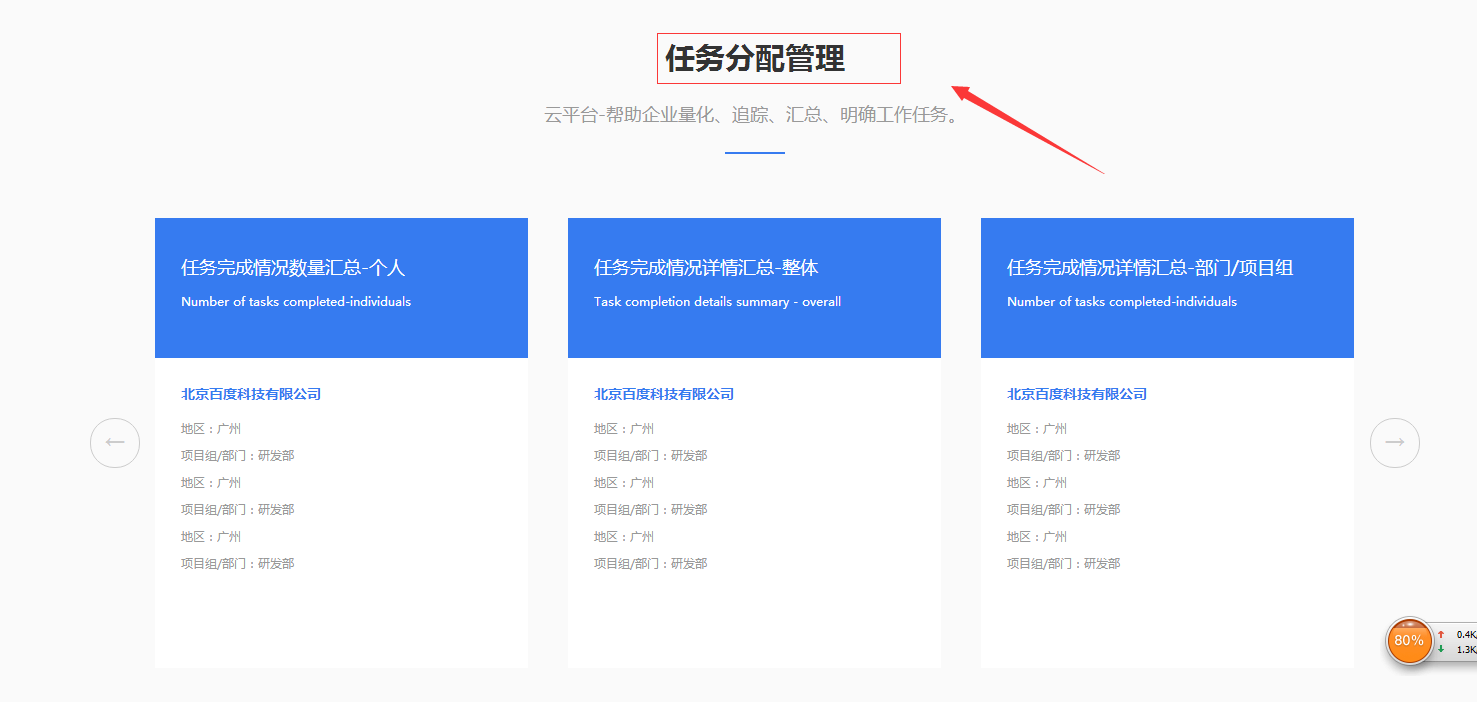 任务分配管理
云平台-帮助企业量化、追踪、汇总、明确工作任务。
任务完成情况数量汇总-个人
Number of tasks completed-individuals
北京百度科技有限公司
地区：广州
项目组/部门：研发部
地区：广州
项目组/部门：研发部
地区：广州
项目组/部门：研发部
任务完成情况详情汇总-整体
Task completion details summary - overall
北京百度科技有限公司
地区：广州
项目组/部门：研发部
地区：广州
项目组/部门：研发部
地区：广州
项目组/部门：研发部
任务完成情况详情汇总-部门/项目组
Number of tasks completed-individuals
北京百度科技有限公司
地区：广州
项目组/部门：研发部
地区：广州
项目组/部门：研发部
地区：广州
项目组/部门：研发部
80%
0.4K/
1.3K/